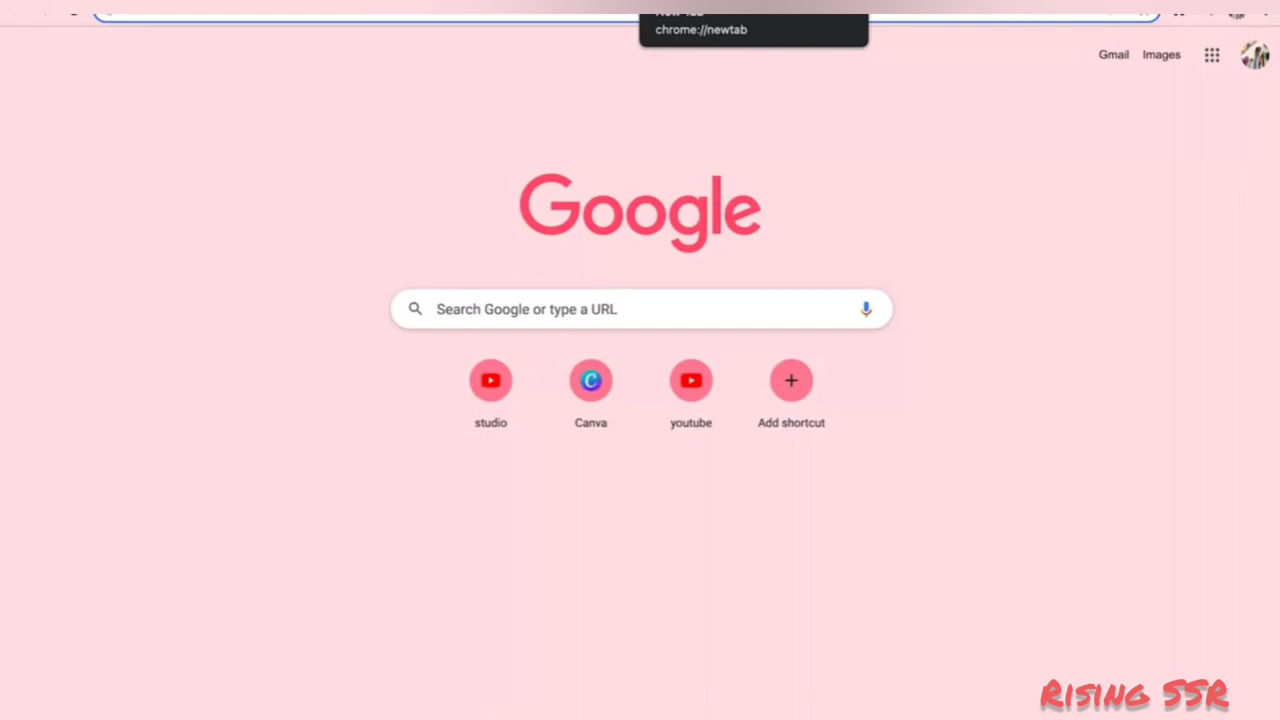 chrome://newtab
Gmail Images
Google
Search Google or type a URL
studio Canva youtube Add shortcut
Rising SSR